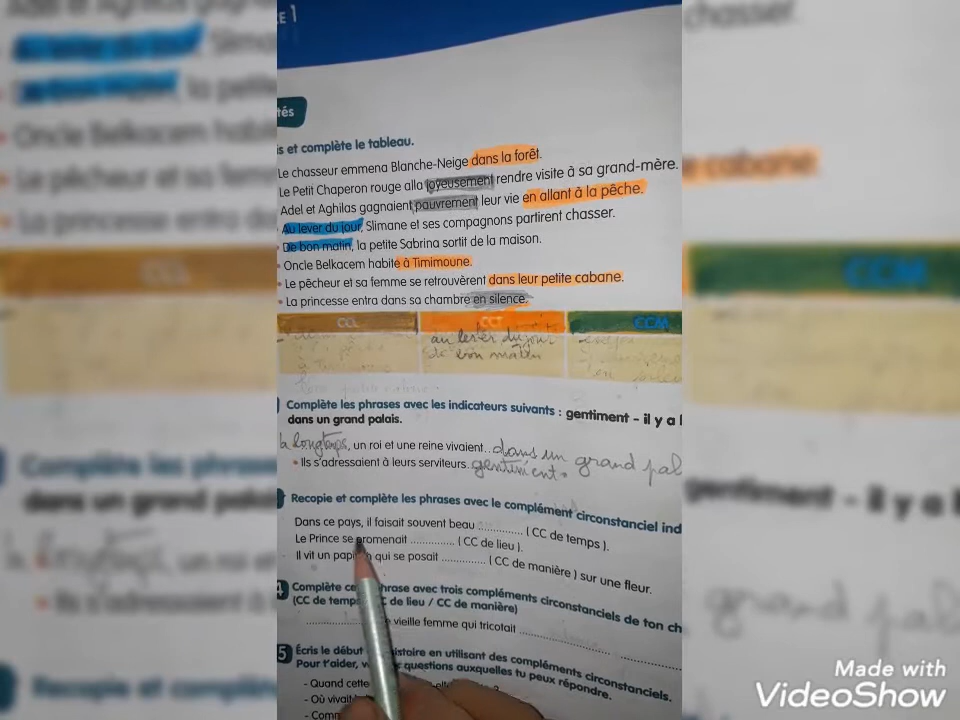 E 1
tés
is et complète le tableau.
Le chasseur emmena Blanche-Neige dans la forêt.
Le Petit Chaperon rouge alla joyeusement rendre visite à sa grand-mère.
Adel et Aghilas gagnaient pauvrement leur vie en allant à la pêche.
Au lever du jour, Slimane et ses compagnons partirent chasser.
De bon matin, la petite Sabrina sortit de la maison.
Oncle Belkacem habite à Timimoune.
Le pêcheur et sa femme se retrouvèrent dans leur petite cabane.
La princesse entra dans sa chambre en silence.
CCL CCT CCM
au lever du jour
de bon matin
à Timimoune en
Complète les phrases avec les indicateurs suivants : gentiment - il y a l
dans un grand palais.
a longtemps, un roi et une reine vivaient dans un grand pal
• Ils s'adressaient à leurs serviteurs gentiment.
Recopie et complète les phrases avec le complément circonstanciel ind
Dans ce pays, il faisait souvent beau .............. ( CC de temps ).
Le Prince se promenait .............. ( CC de lieu ).
Il vit un papi n qui se posait .............. ( CC de manière ) sur une fleur.
4 Complète ce phrase avec trois compléments circonstanciels de ton ch
(CC de temps C de lieu / CC de manière)
.............. vieille femme qui tricotait ..............
5 Écris le début histoire en utilisant des compléments circonstanciels.
Pour t'aider, v questions auxquelles tu peux répondre.
- Quand cette
- Où vivait
- Comm
Made with
VideoShow